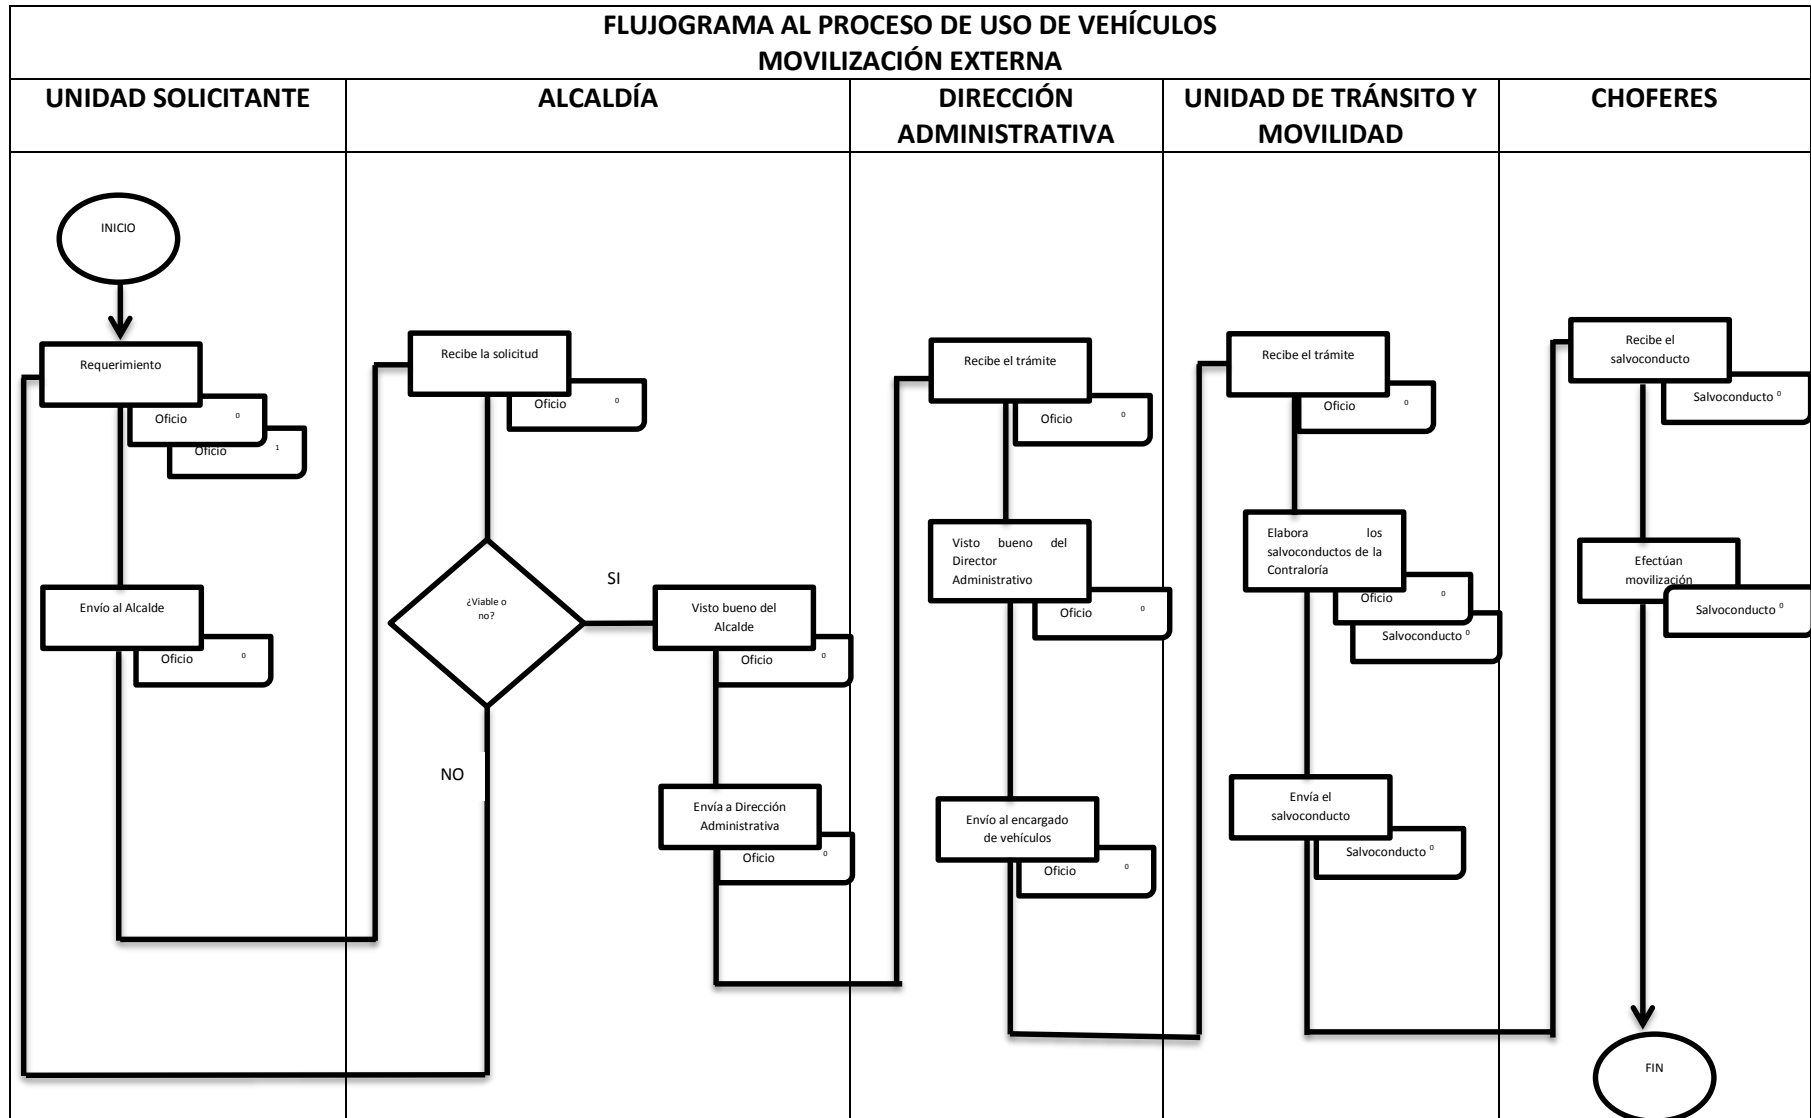 FLUJOGRAMA AL PROCESO DE USO DE VEHÍCULOS
MOVILIZACIÓN EXTERNA
UNIDAD SOLICITANTE
ALCALDÍA
DIRECCIÓN
ADMINISTRATIVA
UNIDAD DE TRÁNSITO Y
MOVILIDAD
CHOFERES
INICIO
Requerimiento
Oficio 0
Oficio 1
Envío al Alcalde
Oficio 0
Recibe la solicitud
Oficio 0
¿Viable o
no?
SI
NO
Visto bueno del
Alcalde
Oficio 0
Envía a Dirección
Administrativa
Oficio 0
Recibe el trámite
Oficio 0
Visto bueno del
Director
Administrativo
Oficio 0
Envío al encargado
de vehículos
Oficio 0
Recibe el trámite
Oficio 0
Elabora los
salvoconductos de la
Contraloría
Oficio 0
Salvoconducto 0
Envía el
salvoconducto
Salvoconducto 0
Recibe el
salvoconducto
Salvoconducto 0
Efectúan
movilización
Salvoconducto 0
FIN